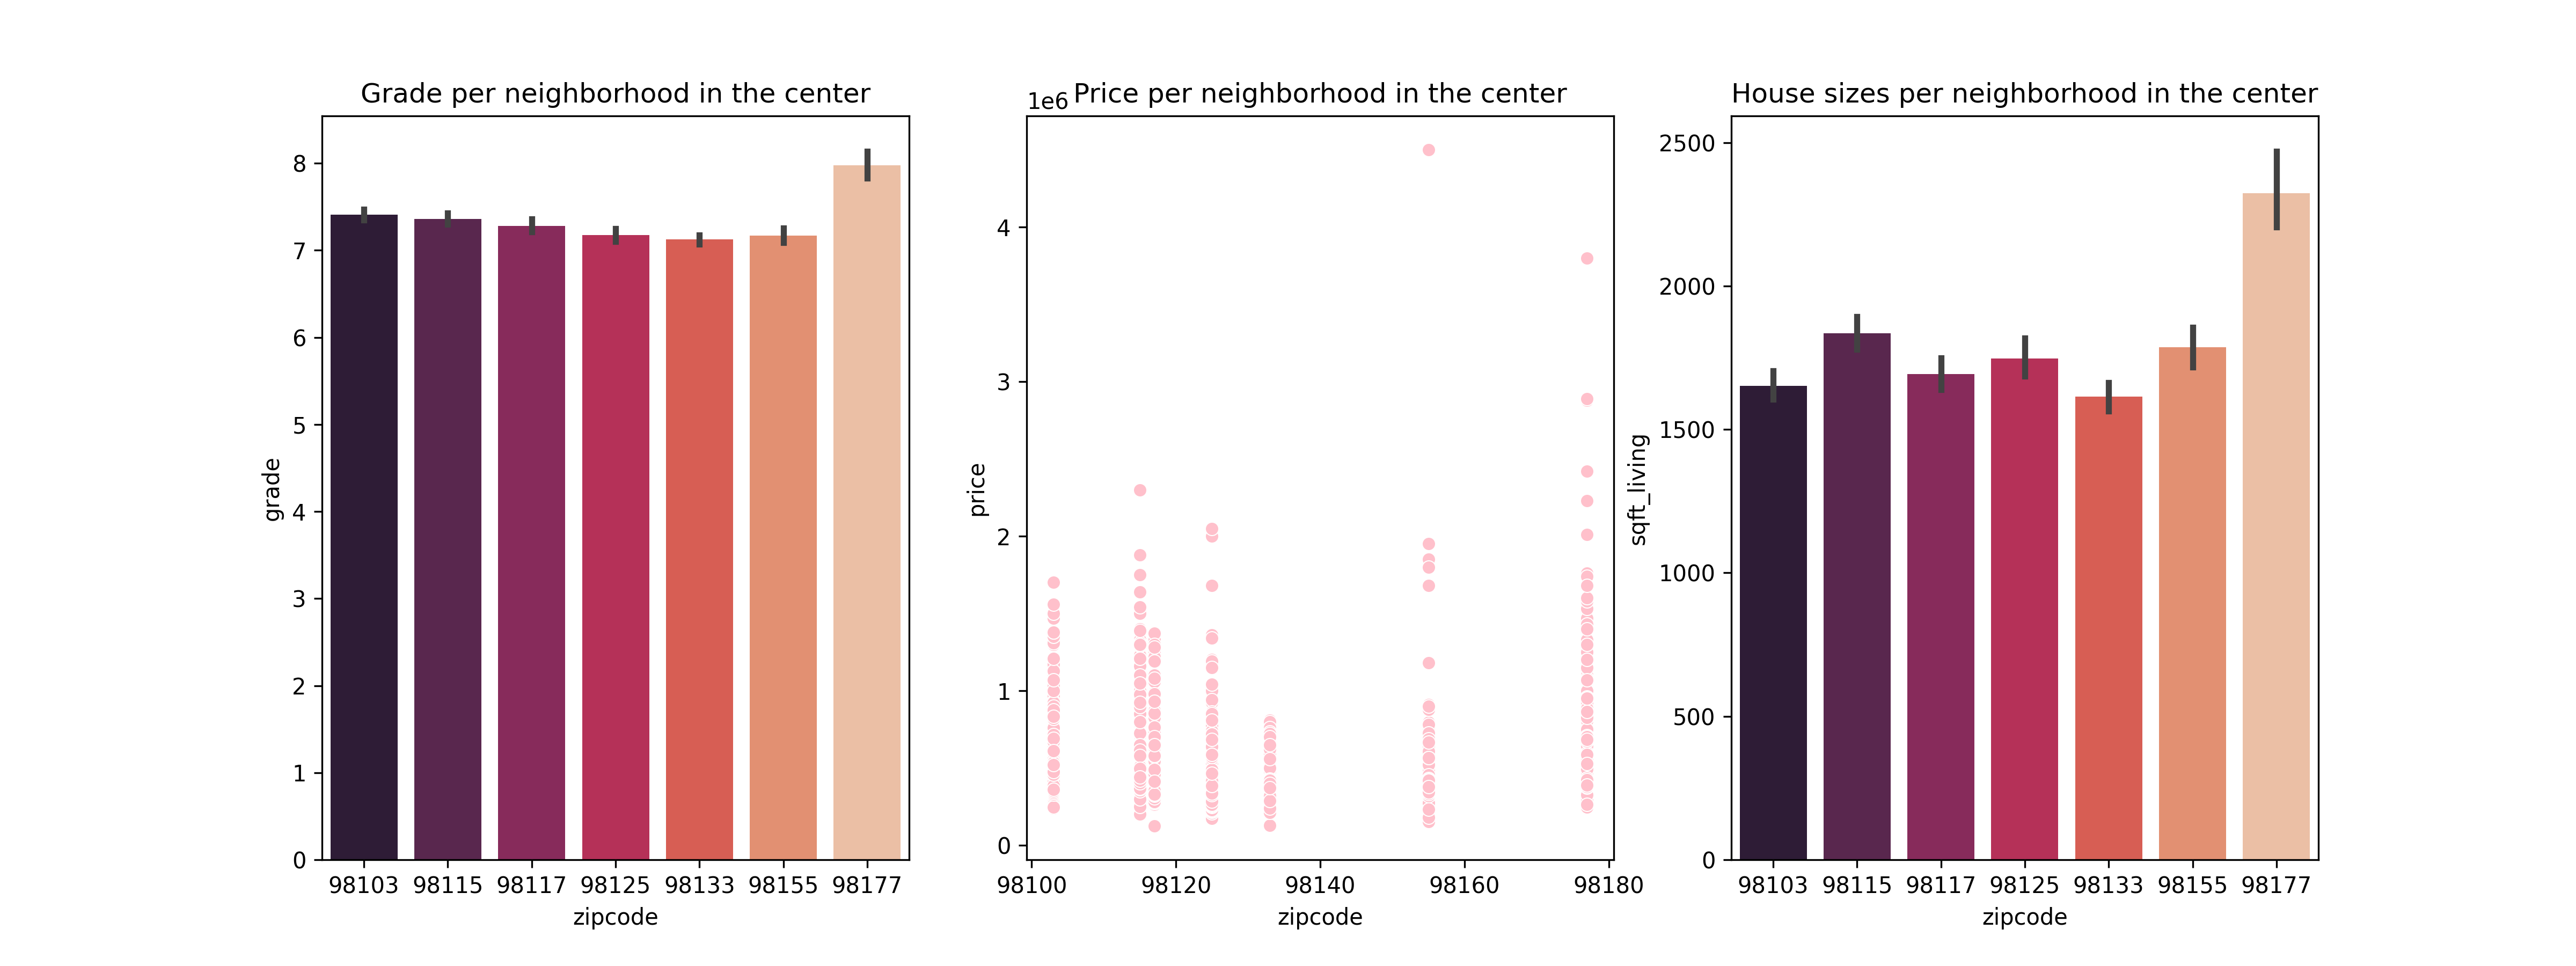 Grade per neighborhood in the center
8
7
6
5
4
3
2
1
0
grade
98103 98115 98117 98125 98133 98155 98177
zipcode
Price per neighborhood in the center
1e6
4
3
2
1
0
price
98100 98120 98140 98160 98180
zipcode
House sizes per neighborhood in the center
2500
2000
1500
1000
500
0
sqft_living
98103 98115 98117 98125 98133 98155 98177
zipcode